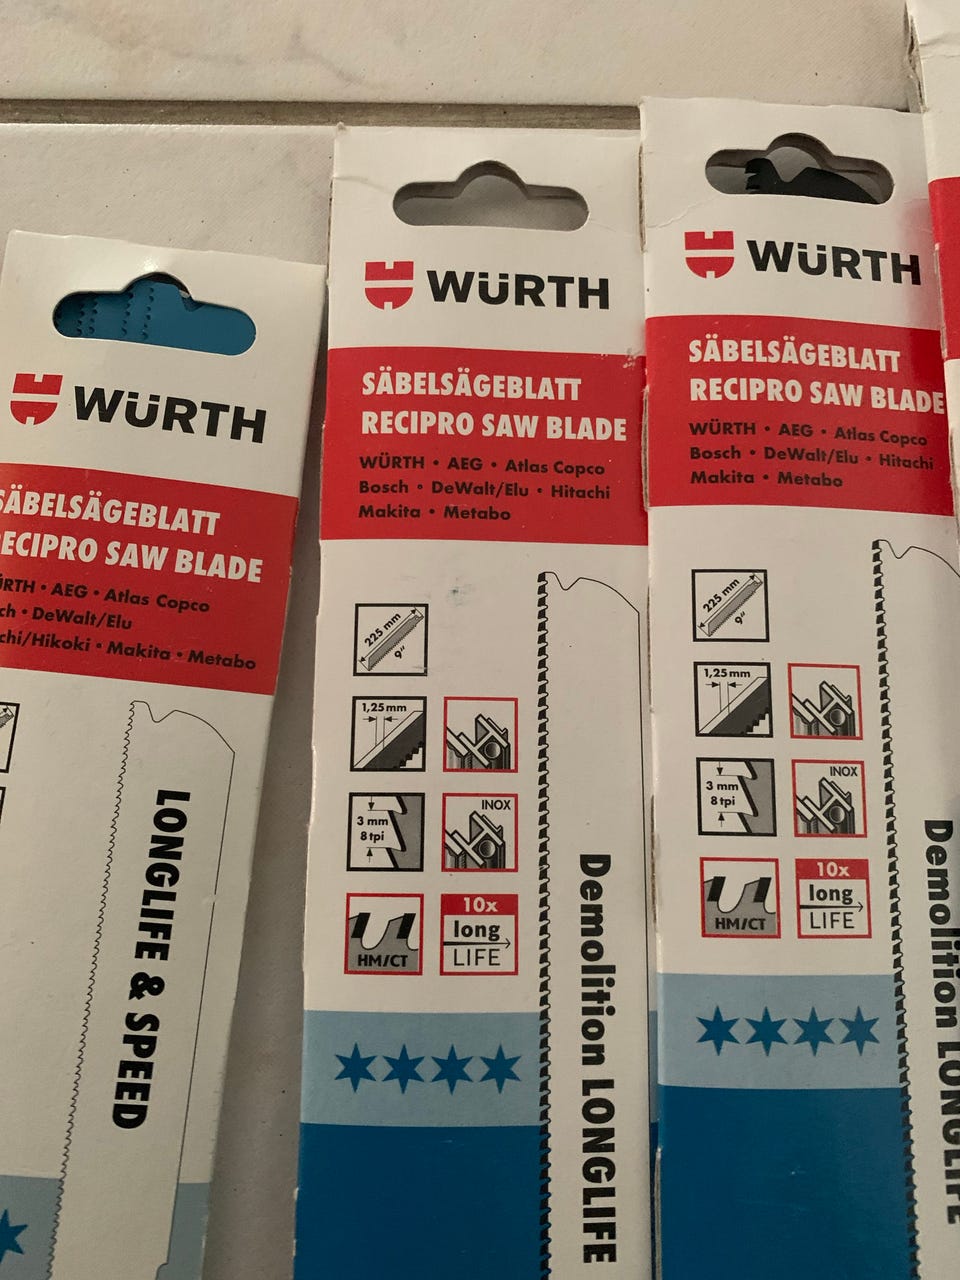 WÜRTH
SÄBELSÄGEBLATT
RECIPRO SAW BLADE
WÜRTH • AEG • Atlas Copco
DeWalt/Elu
Hikoki • Makita • Metabo
LONGLIFE & SPEED
WÜRTH
SÄBELSÄGEBLATT
RECIPRO SAW BLADE
WÜRTH • AEG • Atlas Copco
Bosch • DeWalt/Elu • Hitachi
Makita • Metabo
225 mm
9"
1,25 mm
3 mm
8 tpi
INOX
HM/CT
10x
long
LIFE
Demolition LONGLIFE
WÜRTH
SÄBELSÄGEBLATT
RECIPRO SAW BLADE
WÜRTH • AEG • Atlas Copco
Bosch • DeWalt/Elu • Hitachi
Makita • Metabo
225 mm
9"
1,25 mm
3 mm
8 tpi
INOX
HM/CT
10x
long
LIFE
Demolition LONGLIFE